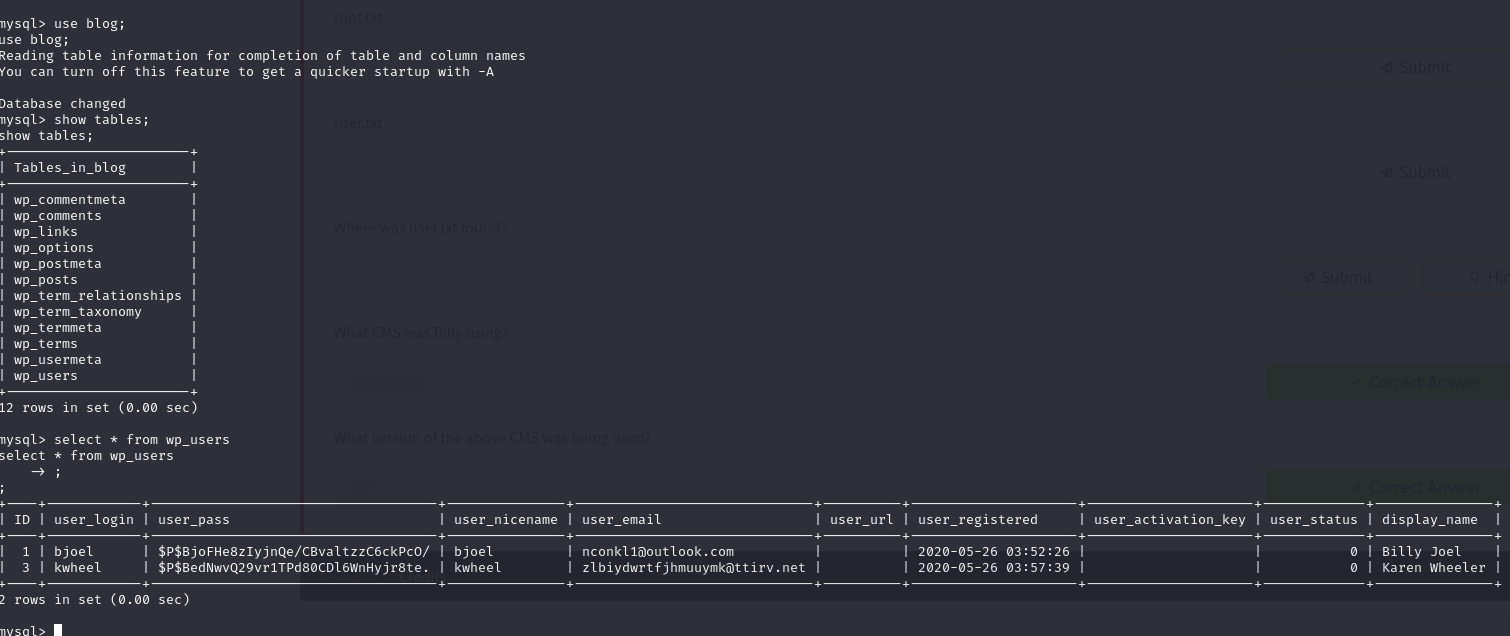 mysql> use blog;
use blog;
Reading table information for completion of table and column names
You can turn off this feature to get a quicker startup with -A
Database changed
mysql> show tables;
show tables;
+-----------------------+
| Tables_in_blog |
+-----------------------+
| wp_commentmeta |
| wp_comments |
| wp_links |
| wp_options |
| wp_postmeta |
| wp_posts |
| wp_term_relationships |
| wp_term_taxonomy |
| wp_termmeta |
| wp_terms |
| wp_usermeta |
| wp_users |
+-----------------------+
12 rows in set (0.00 sec)
mysql> select * from wp_users
select * from wp_users
-> ;
;
| ID | user_login | user_pass | user_nicename | user_email | user_url | user_registered | user_activation_key | user_status | display_name |
| 1 | bjoel | $P$BjoFHe8zIyjnQe/CBvaltzzC6ckPcO/ | bjoel | nconkl1@outlook.com | | 2020-05-26 03:52:26 | | 0 | Billy Joel |
| 3 | kwheel | $P$BedNwvQ29vr1TPd80CDl6WnHyjr8te. | kwheel | zlbiydwrtfjhmuuymk@ttirv.net | | 2020-05-26 03:57:39 | | 0 | Karen Wheeler |
2 rows in set (0.00 sec)
mysql>
root.txt
Submit
user.txt
Submit
Where was user.txt found?
Submit
What CMS was Billy using?
Correct Answer
What version of the above CMS was being used?
Correct Answer